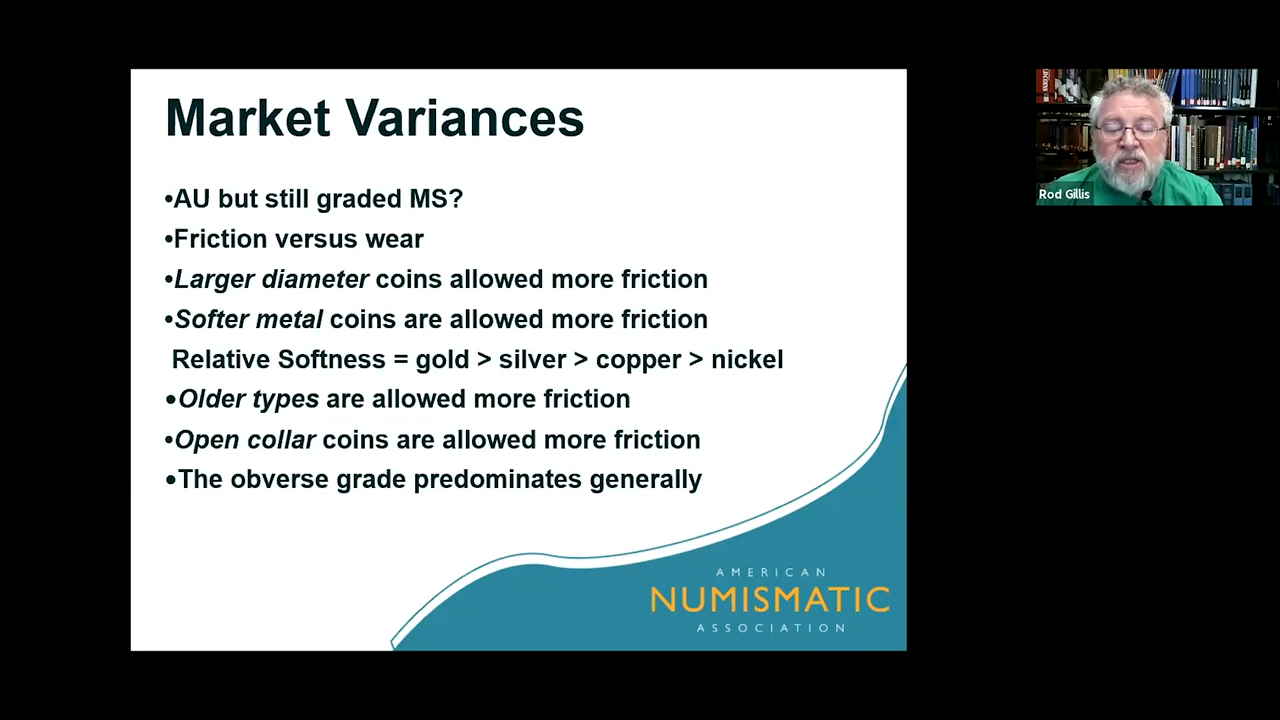 Market Variances
•AU but still graded MS?
•Friction versus wear
•Larger diameter coins allowed more friction
•Softer metal coins are allowed more friction
Relative Softness = gold > silver > copper > nickel
•Older types are allowed more friction
•Open collar coins are allowed more friction
•The obverse grade predominates generally
AMERICAN
NUMISMATIC
ASSOCIATION
Rod Gillis